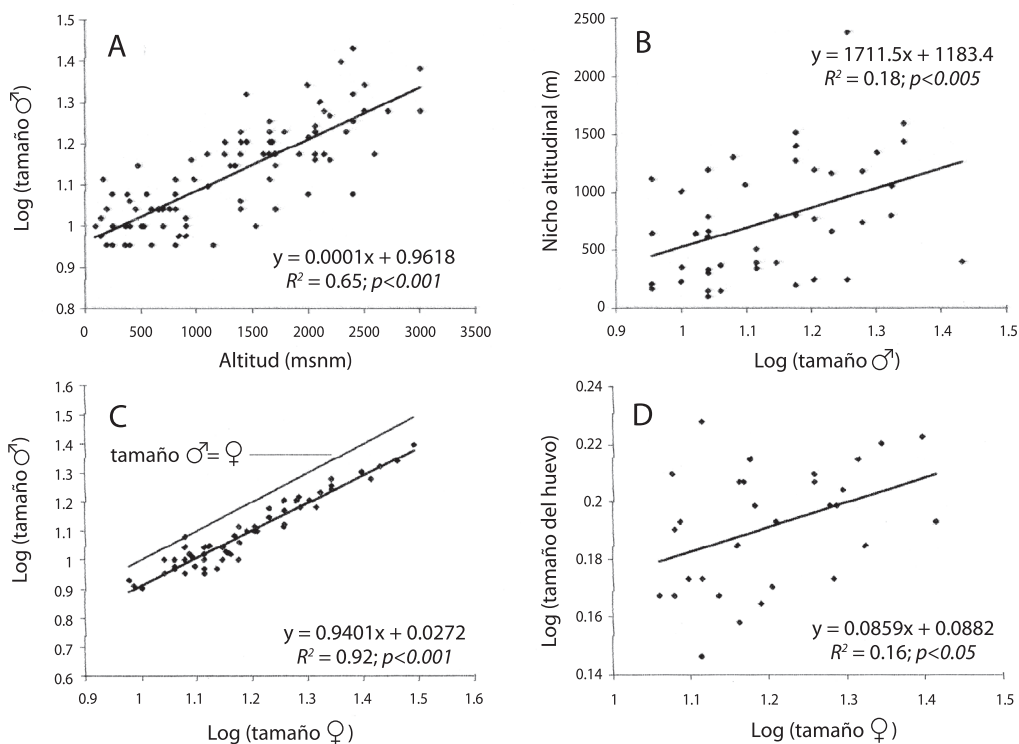 A
Log (tamaño ♂)
1.5
1.4
1.3
1.2
1.1
1
0.9
0.8
y = 0.0001x + 0.9618
R² = 0.65; p<0.001
0 500 1000 1500 2000 2500 3000 3500
Altitud (msnm)
B
Nicho altitudinal (m)
2500
2000
1500
1000
500
0
y = 1711.5x + 1183.4
R² = 0.18; p<0.005
0.9 1 1.1 1.2 1.3 1.4 1.5
Log (tamaño ♂)
C
Log (tamaño ♂)
1.6
1.5
1.4
1.3
1.2
1.1
1.0
0.9
0.8
0.7
0.6
tamaño ♂= ♀
y = 0.9401x + 0.0272
R² = 0.92; p<0.001
0.9 1 1.1 1.2 1.3 1.4 1.5 1.6
Log (tamaño ♀)
D
Log (tamaño del huevo)
0.24
0.22
0.2
0.18
0.16
0.14
y = 0.0859x + 0.0882
R² = 0.16; p<0.05
1 1.1 1.2 1.3 1.4 1.5
Log (tamaño ♀)